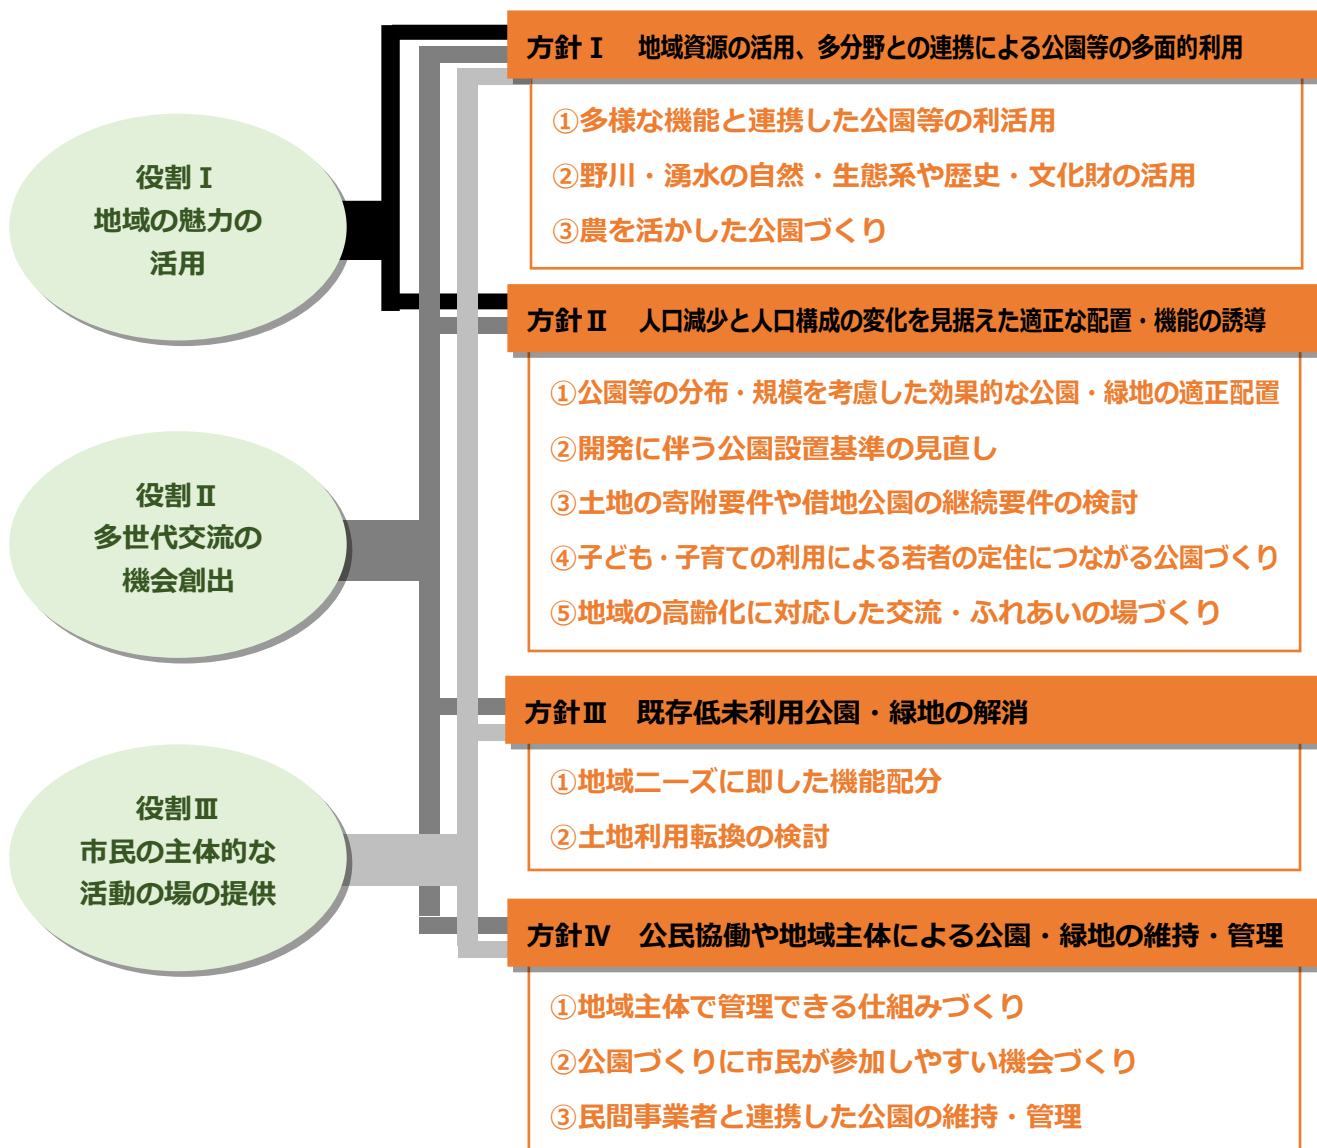 役割Ⅰ
地域の魅力の
活用
役割Ⅱ
多世代交流の
機会創出
役割Ⅲ
市民の主体的な
活動の場の提供
方針Ⅰ 地域資源の活用、多分野との連携による公園等の多面的利用
①多様な機能と連携した公園等の利活用
②野川・湧水の自然・生態系や歴史・文化財の活用
③農を活かした公園づくり
方針Ⅱ 人口減少と人口構成の変化を見据えた適正な配置・機能の誘導
①公園等の分布・規模を考慮した効果的な公園・緑地の適正配置
②開発に伴う公園設置基準の見直し
③土地の寄附要件や借地公園の継続要件の検討
④子ども・子育ての利用による若者の定住につながる公園づくり
⑤地域の高齢化に対応した交流・ふれあいの場づくり
方針Ⅲ 既存低未利用公園・緑地の解消
①地域ニーズに即した機能配分
②土地利用転換の検討
方針Ⅳ 公民協働や地域主体による公園・緑地の維持・管理
①地域主体で管理できる仕組みづくり
②公園づくりに市民が参加しやすい機会づくり
③民間事業者と連携した公園の維持・管理